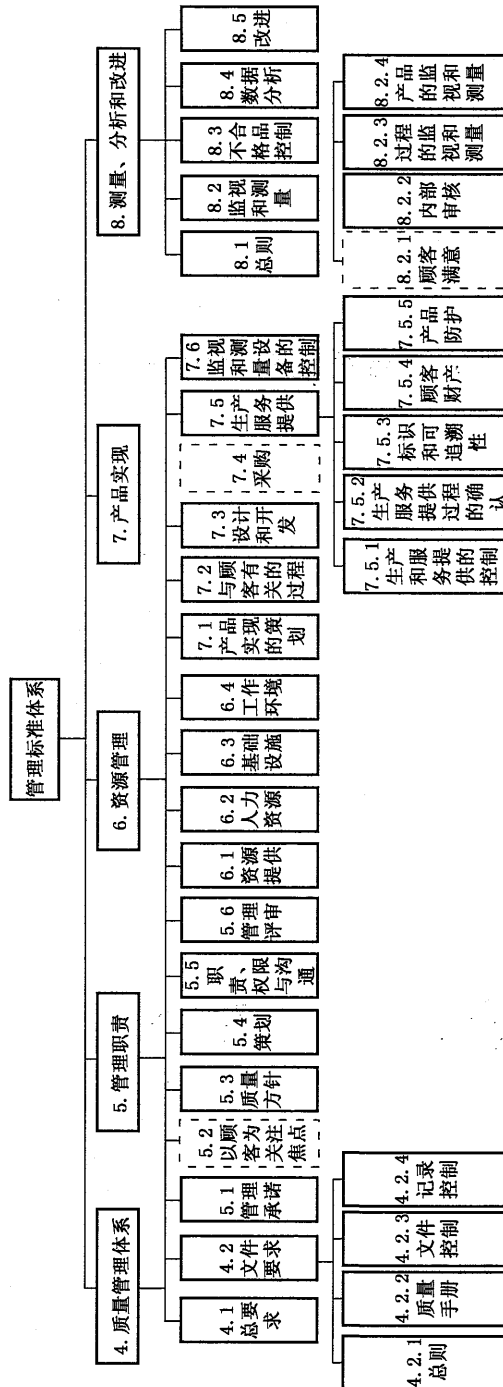 管理标准体系
4. 质量管理体系
5. 管理职责
6. 资源管理
7. 产品实现
8. 测量、分析和改进
4.1
总要
求
4.2
文件
要求
5.1
管理
承诺
5.2
以顾
客为
关注
焦点
5.3
质量
方针
5.4
策划
5.5
职
责、
权限
与沟
通
5.6
管理
评审
6.1
资源
提供
6.2
人力
资源
6.3
基础
设施
6.4
工作
环境
7.1
产品
实现
的策
划
7.2
与顾
客有
关的
过程
7.3
设计
和开
发
7.4
采购
7.5
生产
服务
提供
7.6
监视
和测
量设
备的
控制
8.1
总则
8.2
监视
和测
量
8.3
不合
格品
控制
8.4
数据
分析
8.5
改进
4.2.1
总则
4.2.2
质量
手册
4.2.3
文件
控制
4.2.4
记录
控制
7.5.1
生产
和服
务提
供的
控制
7.5.2
生产
服务
提供
过程
的确
认
7.5.3
标识
和可
追溯
性
7.5.4
顾客
财产
7.5.5
产品
防护
8.2.1
顾客
满意
8.2.2
内部
审核
8.2.3
过程
的监
视和
测量
8.2.4
产品
的监
视和
测量